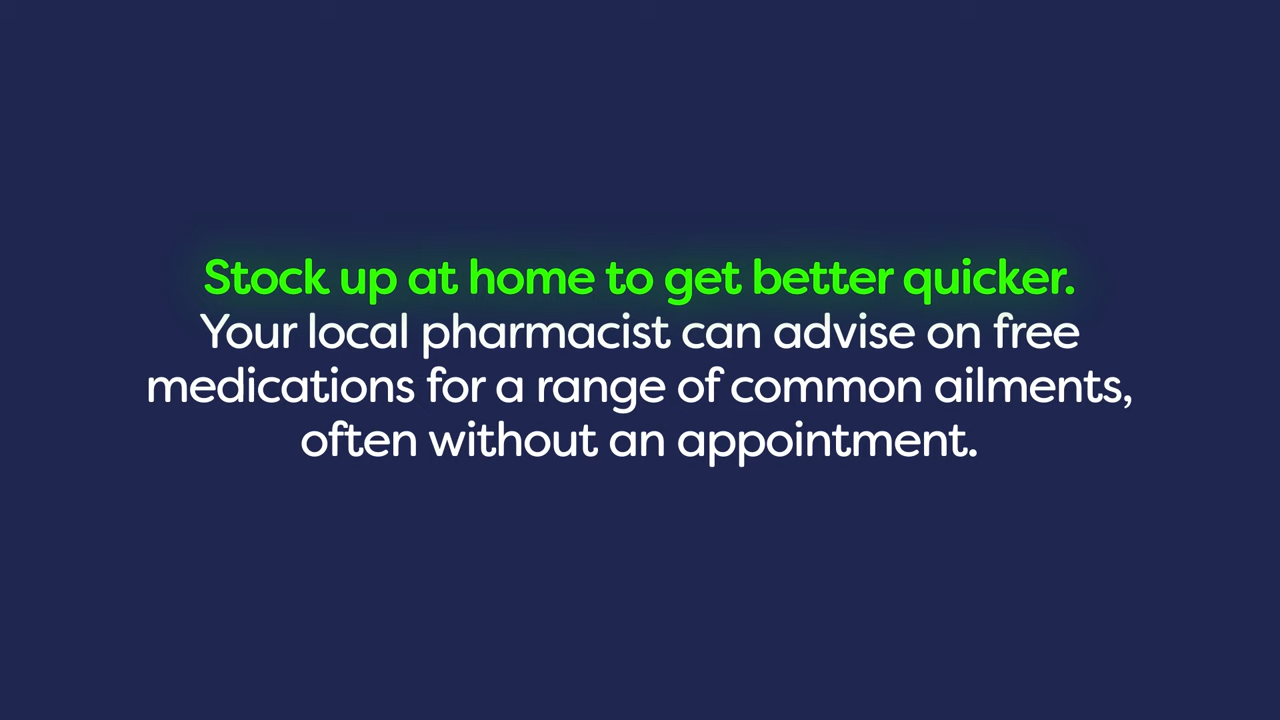 Stock up at home to get better quicker.
Your local pharmacist can advise on free
medications for a range of common ailments,
often without an appointment.